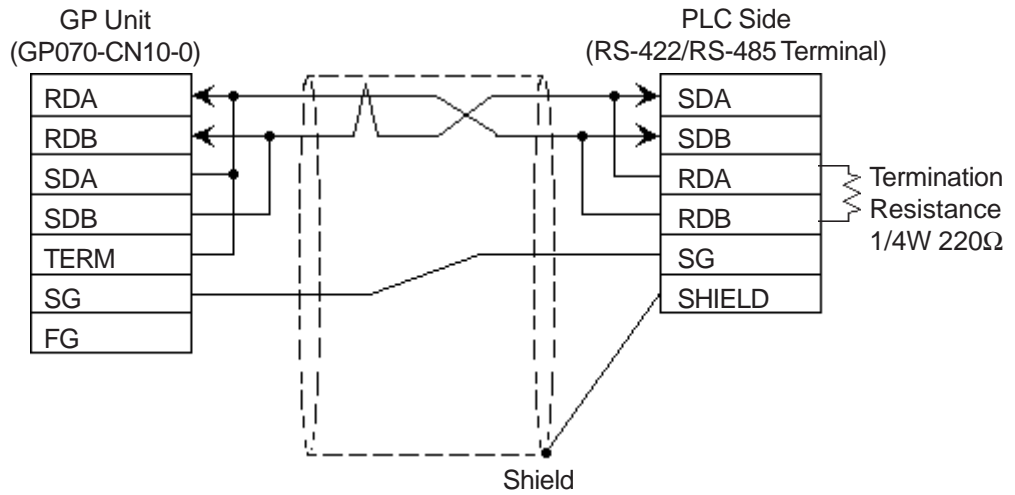 GP Unit
(GP070-CN10-0)
RDA
RDB
SDA
SDB
TERM
SG
FG
PLC Side
(RS-422/RS-485 Terminal)
SDA
SDB
RDA
RDB
SG
SHIELD
Termination
Resistance
1/4W 220Ω
Shield